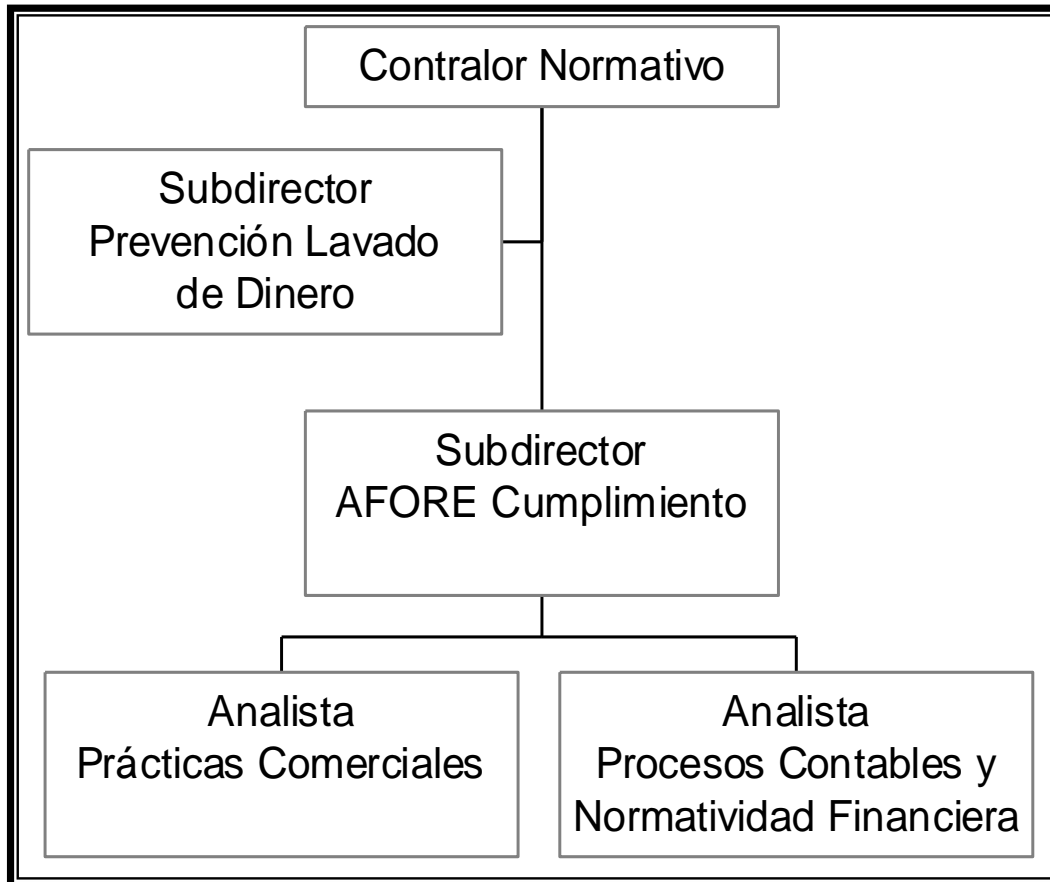 Contralor Normativo
Subdirector
Prevención Lavado
de Dinero
Subdirector
AFORE Cumplimiento
Analista
Prácticas Comerciales
Analista
Procesos Contables y
Normatividad Financiera